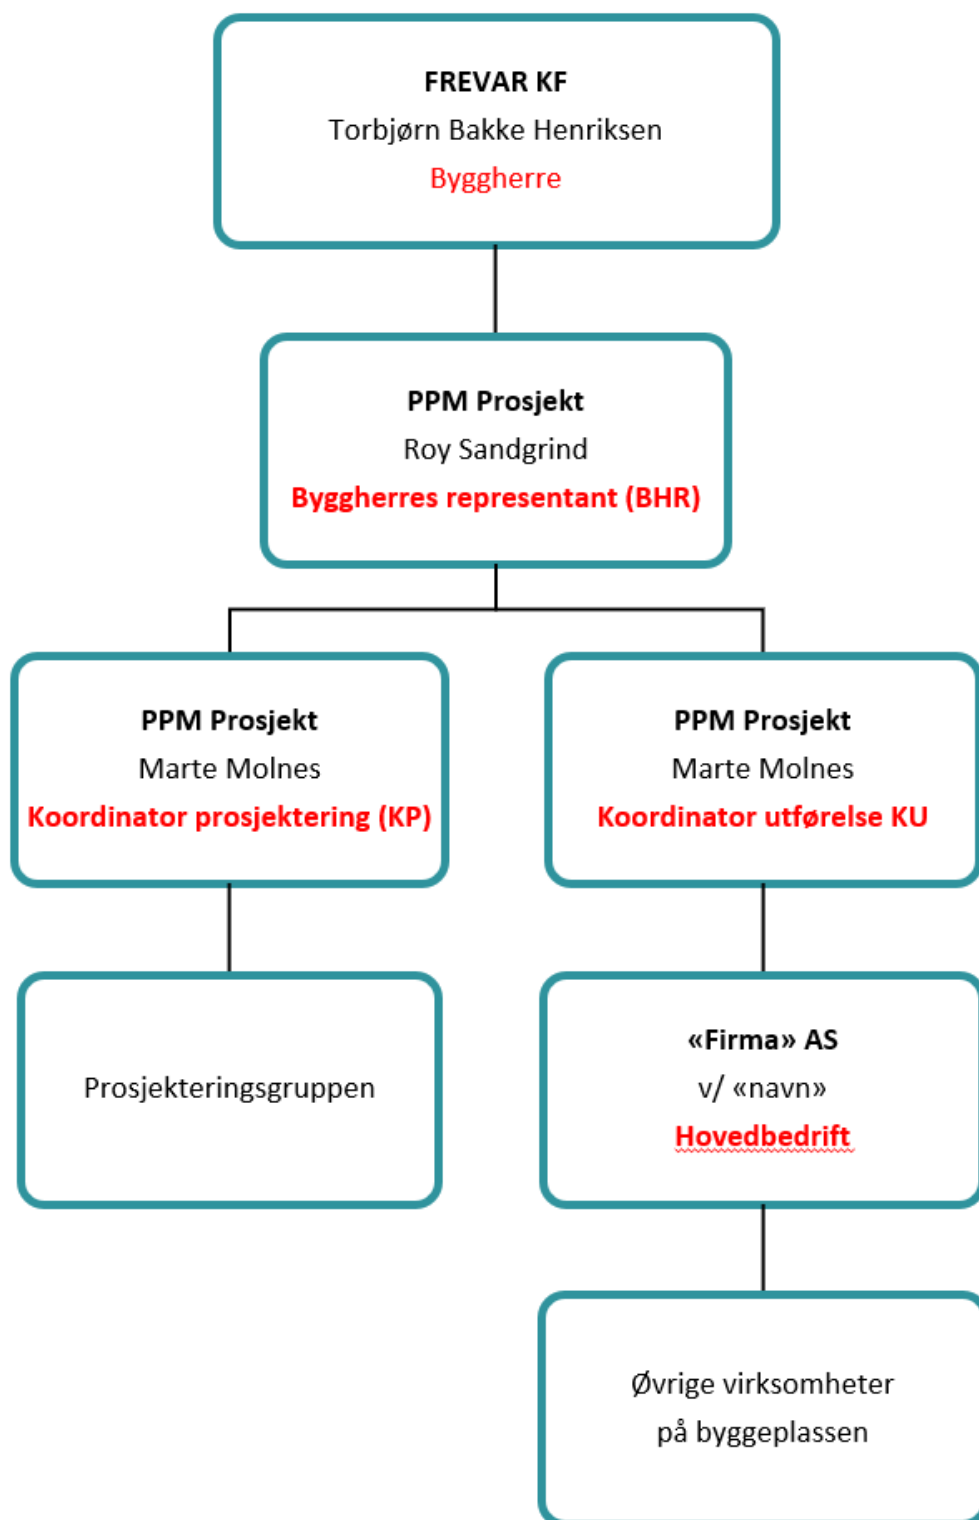 FREVAR KF
Torbjørn Bakke Henriksen
Byggherre
PPM Prosjekt
Roy Sandgrind
Byggherres representant (BHR)
PPM Prosjekt
Marte Molnes
Koordinator prosjektering (KP)
PPM Prosjekt
Marte Molnes
Koordinator utførelse KU
Prosjekteringsgruppen
«Firma» AS
v/ «navn»
Hovedbedrift
Øvrige virksomheter
på byggeplassen